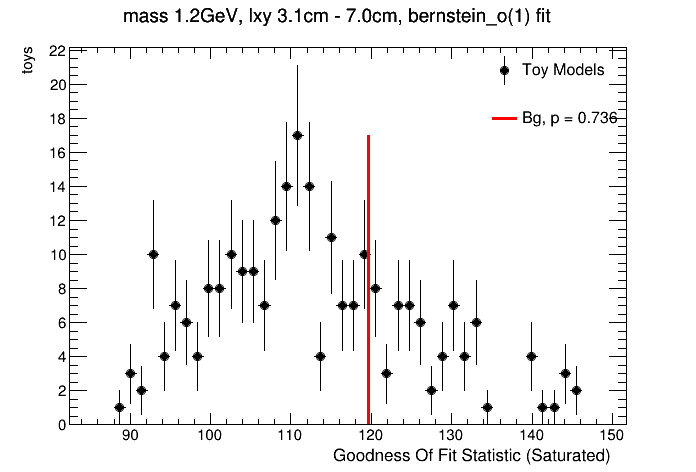 mass 1.2GeV, lxy 3.1cm - 7.0cm, bernstein_o(1) fit
toys
22
20
18
16
14
12
10
8
6
4
2
0
Toy Models
Bg, p = 0.736
90 100 110 120 130 140 150
Goodness Of Fit Statistic (Saturated)